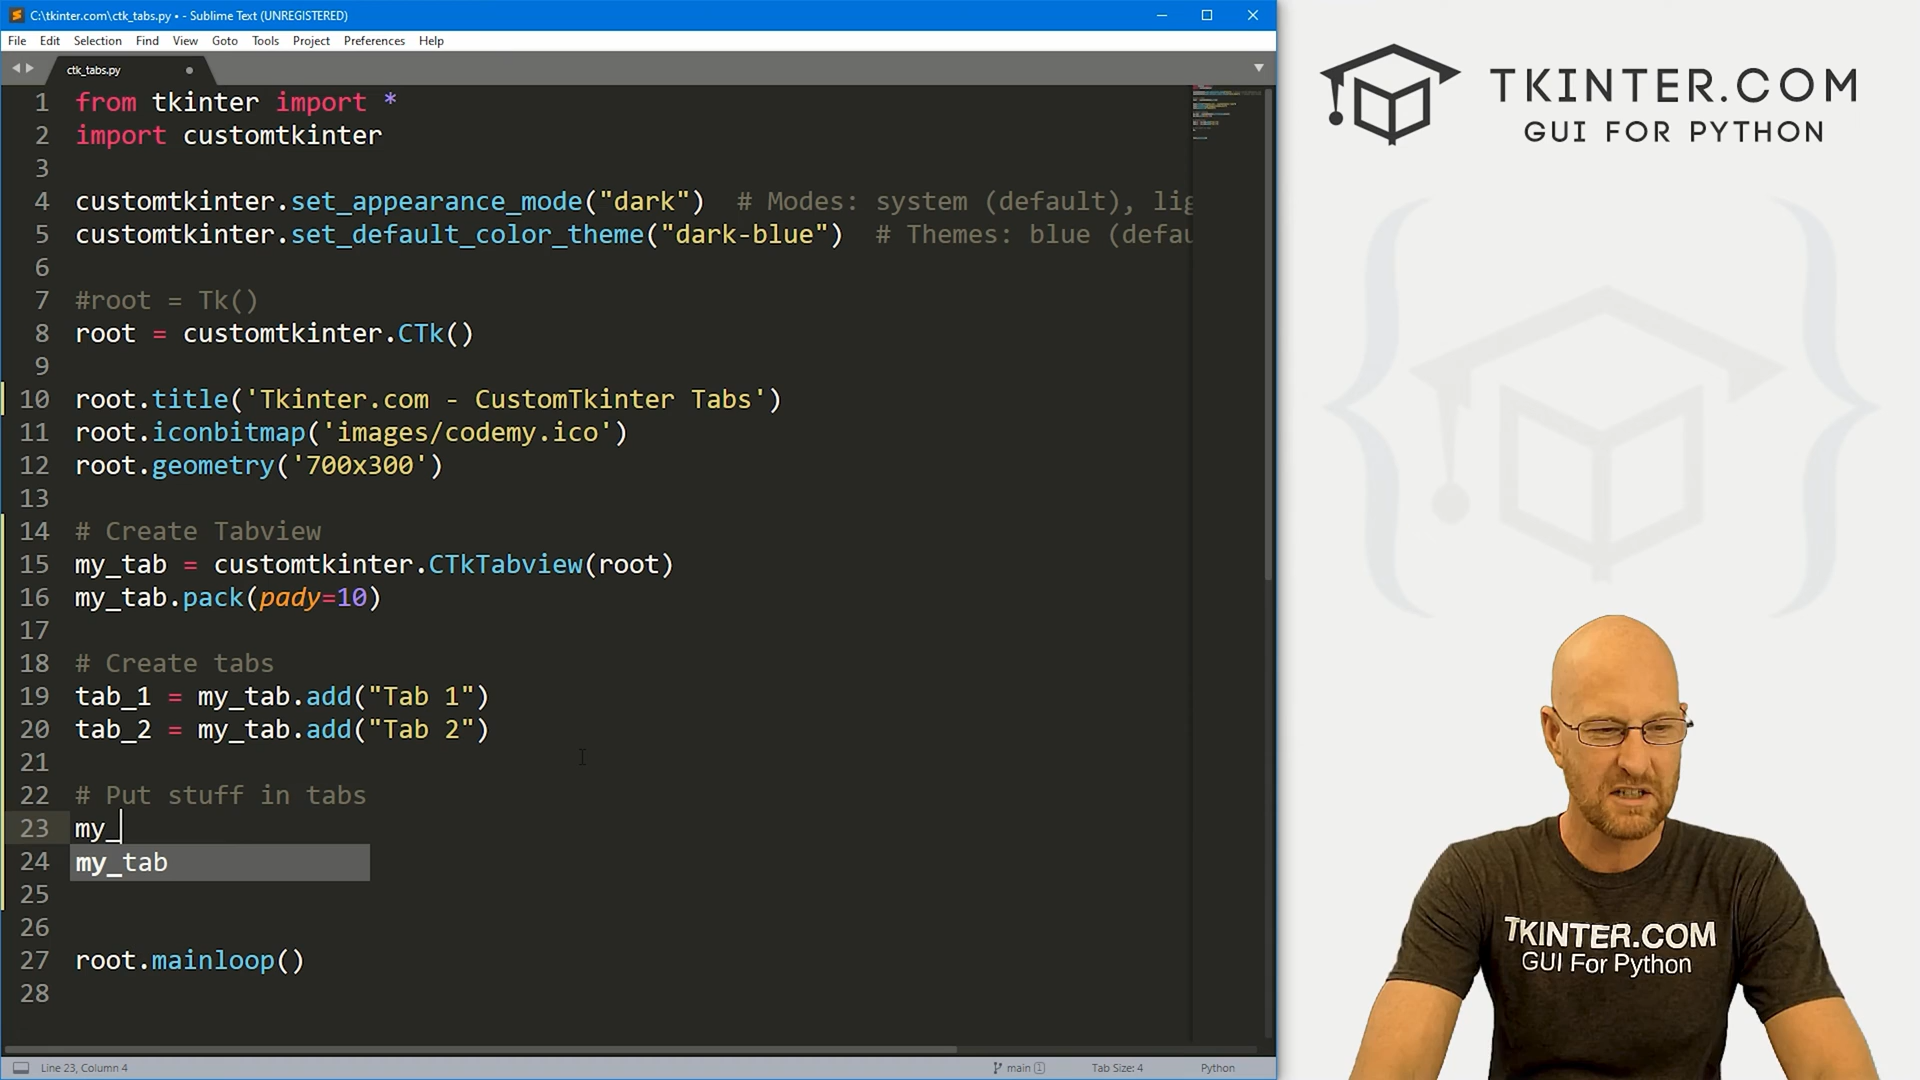 C:\tkinter.com\ctk_tabs.py • - Sublime Text (UNREGISTERED)
File Edit Selection Find View Goto Tools Project Preferences Help
ctk_tabs.py
1 from tkinter import *
2 import customtkinter
3
4 customtkinter.set_appearance_mode("dark")  # Modes: system (default), lig
5 customtkinter.set_default_color_theme("dark-blue")  # Themes: blue (defau
6
7 #root = Tk()
8 root = customtkinter.CTk()
9
10 root.title('Tkinter.com - CustomTkinter Tabs')
11 root.iconbitmap('images/codemy.ico')
12 root.geometry('700x300')
13
14 # Create Tabview
15 my_tab = customtkinter.CTkTabview(root)
16 my_tab.pack(pady=10)
17
18 # Create tabs
19 tab_1 = my_tab.add("Tab 1")
20 tab_2 = my_tab.add("Tab 2")
21
22 # Put stuff in tabs
23 my_
24 my_tab
25
26
27 root.mainloop()
28
Line 23, Column 4
main 1
Tab Size: 4
Python
TKINTER.COM
GUI FOR PYTHON
TKINTER.COM
GUI For Python